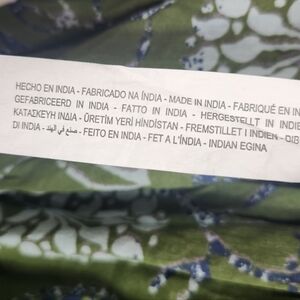 HECHO EN INDIA - FABRICADO NA ÍNDIA - MADE IN INDIA - FABRIQUÉ EN IN
GEFABRICEERD IN INDIA - FATTO IN INDIA - HERGESTELLT IN INDIE
ΚΑΤΑΣΚΕΥΗ ΙΝΔΙΑ - ÜRETİM YERİ HİNDİSTAN - FREMSTILLET I INDIEN - DIB
DI INDIA - صنع في الهند - FEITO EN INDIA - FET A L'ÍNDIA - INDIAN EGINA